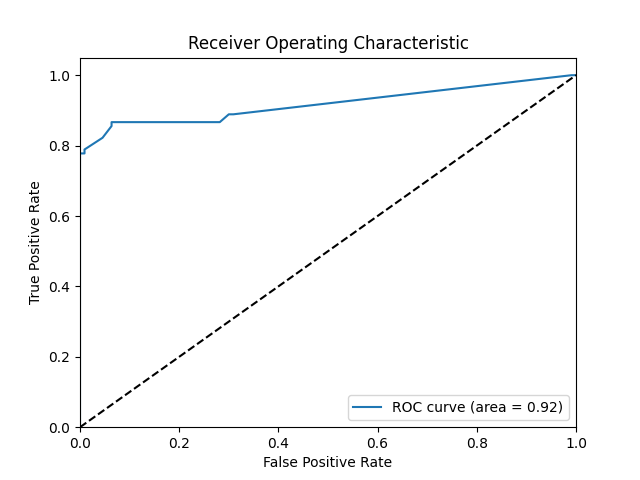 Receiver Operating Characteristic
True Positive Rate
1.0
0.8
0.6
0.4
0.2
0.0
0.0 0.2 0.4 0.6 0.8 1.0
False Positive Rate
ROC curve (area = 0.92)